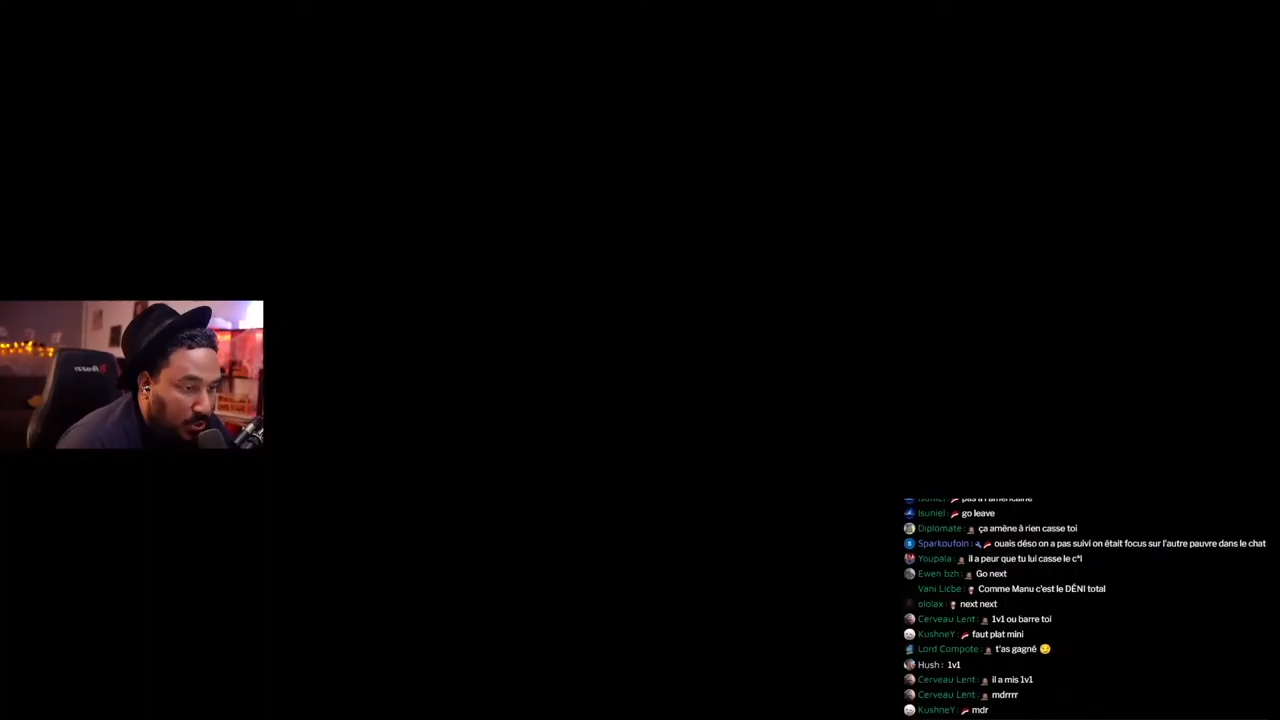 Isuniel : pas à l'américaine
Isuniel : go leave
Diplomate : ça amène à rien casse toi
Sparkoufoin : ouais déso on a pas suivi on était focus sur l'autre pauvre dans le chat
Youpala : il a peur que tu lui casse le c*l
Ewen bzh : Go next
Vani Licbe : Comme Manu c'est le DÉNI total
ololax : next next
Cerveau Lent : 1v1 ou barre toi
KushneY : faut plat mini
Lord Compote : t'as gagné 😏
Hush : 1v1
Cerveau Lent : il a mis 1v1
Cerveau Lent : mdrrrr
KushneY : mdr